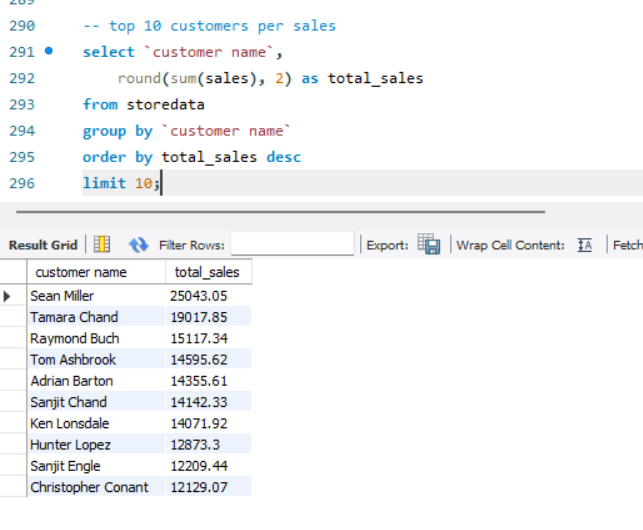 289
290 -- top 10 customers per sales
291 select `customer name`,
292 round(sum(sales), 2) as total_sales
293 from storedata
294 group by `customer name`
295 order by total_sales desc
296 limit 10;
Result Grid Filter Rows: Export: Wrap Cell Content: IA Fetch
customer name total_sales
Sean Miller 25043.05
Tamara Chand 19017.85
Raymond Buch 15117.34
Tom Ashbrook 14595.62
Adrian Barton 14355.61
Sanjit Chand 14142.33
Ken Lonsdale 14071.92
Hunter Lopez 12873.3
Sanjit Engle 12209.44
Christopher Conant 12129.07